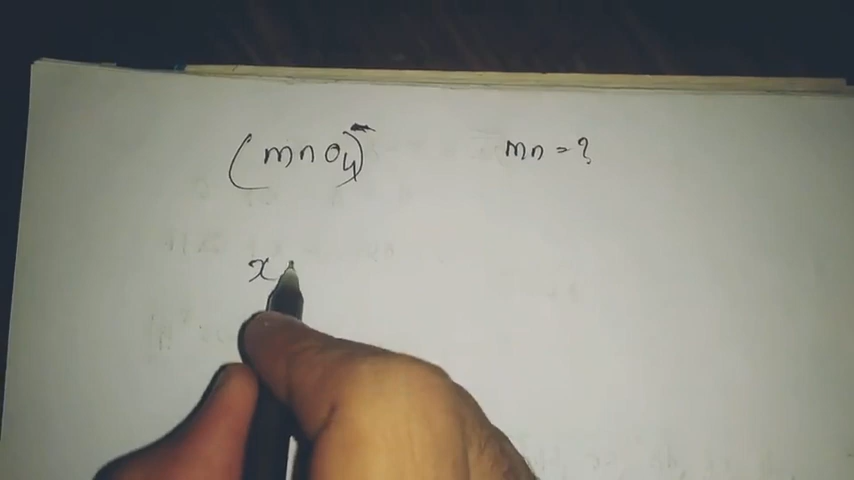 (mnO₄)⁻ mn = ?
x